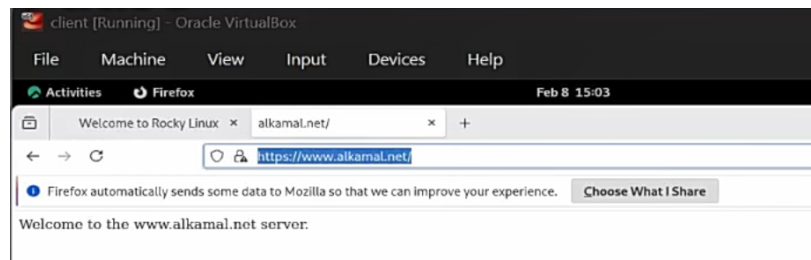 client [Running] - Oracle VirtualBox
File Machine View Input Devices Help
Activities Firefox Feb 8 15:03
Welcome to Rocky Linux × alkamal.net/ × +
https://www.alkamal.net/
Firefox automatically sends some data to Mozilla so that we can improve your experience. Choose What I Share
Welcome to the www.alkamal.net server.